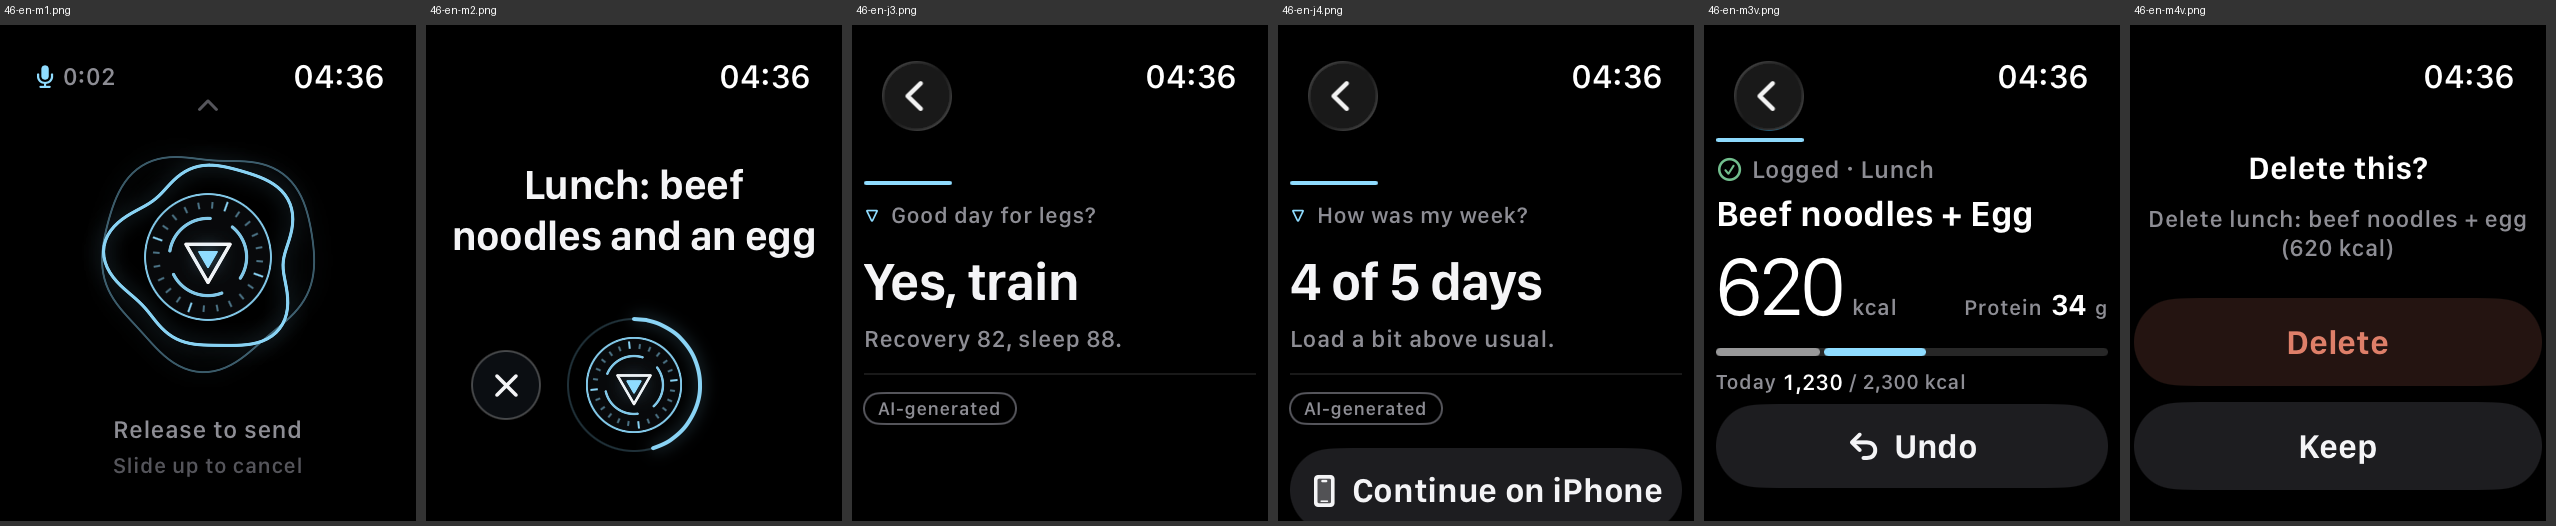 46-en-m1.png
0:02
04:36
Release to send
Slide up to cancel
46-en-m2.png
04:36
Lunch: beef
noodles and an egg
46-en-j3.png
04:36
Good day for legs?
Yes, train
Recovery 82, sleep 88.
AI-generated
46-en-j4.png
04:36
How was my week?
4 of 5 days
Load a bit above usual.
AI-generated
Continue on iPhone
46-en-m3v.png
04:36
Logged · Lunch
Beef noodles + Egg
620 kcal Protein 34 g
Today 1,230 / 2,300 kcal
Undo
46-en-m4v.png
04:36
Delete this?
Delete lunch: beef noodles + egg
(620 kcal)
Delete
Keep